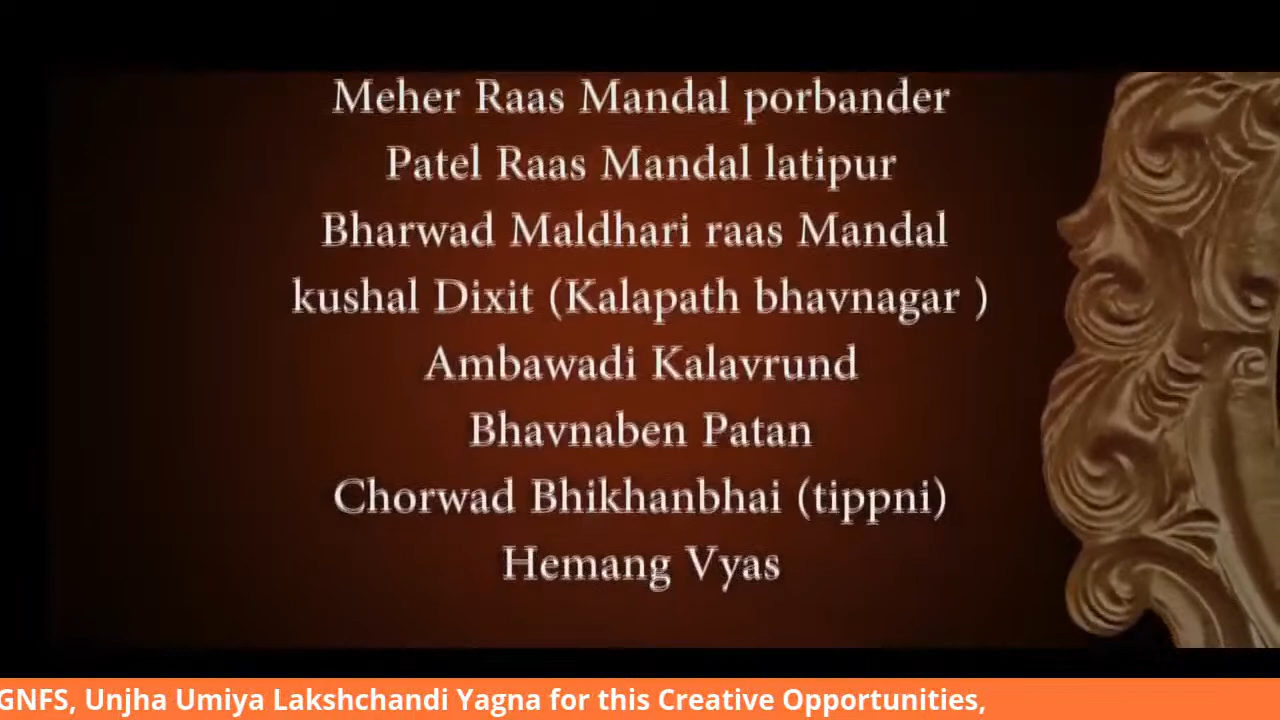 Meher Raas Mandal porbander
Patel Raas Mandal latipur
Bharwad Maldhari raas Mandal
kushal Dixit (Kalapath bhavnagar )
Ambawadi Kalavrund
Bhavnaben Patan
Chorwad Bhikhanbhai (tippni)
Hemang Vyas
GNFS, Unjha Umiya Lakshchandi Yagna for this Creative Opportunities,